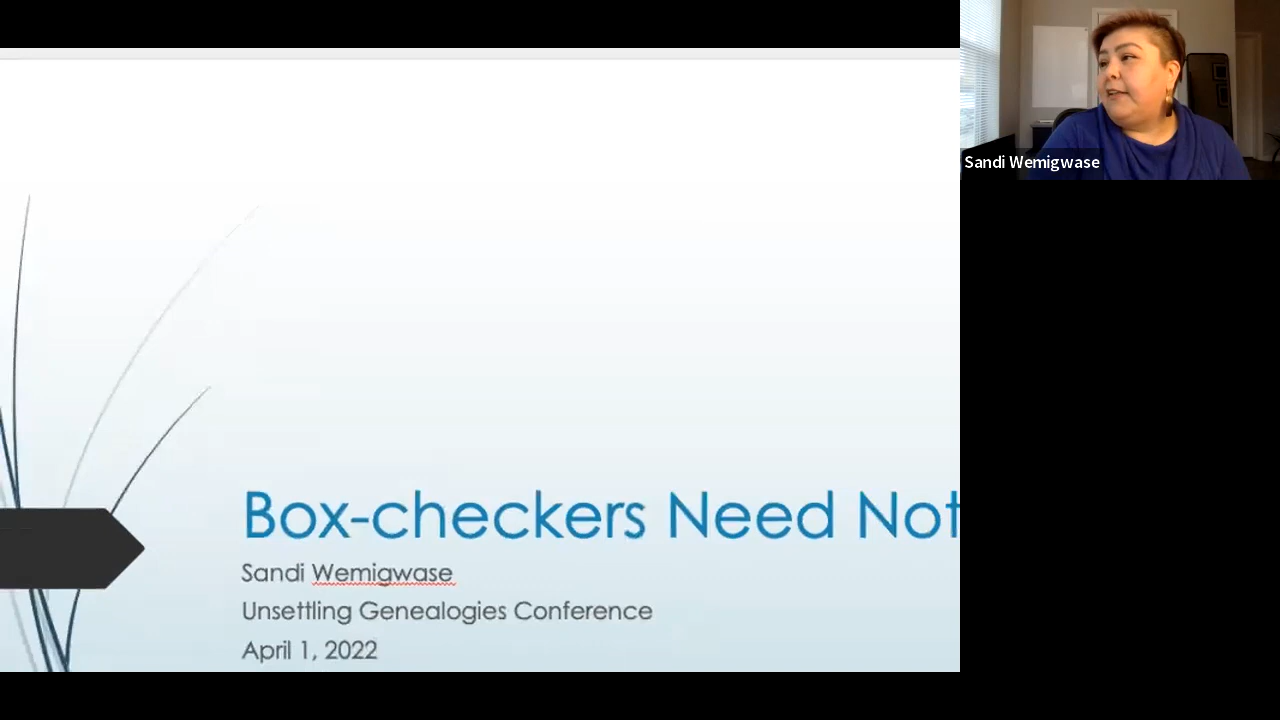 Sandi Wemigwase
Box-checkers Need Not
Sandi Wemigwase
Unsettling Genealogies Conference
April 1, 2022